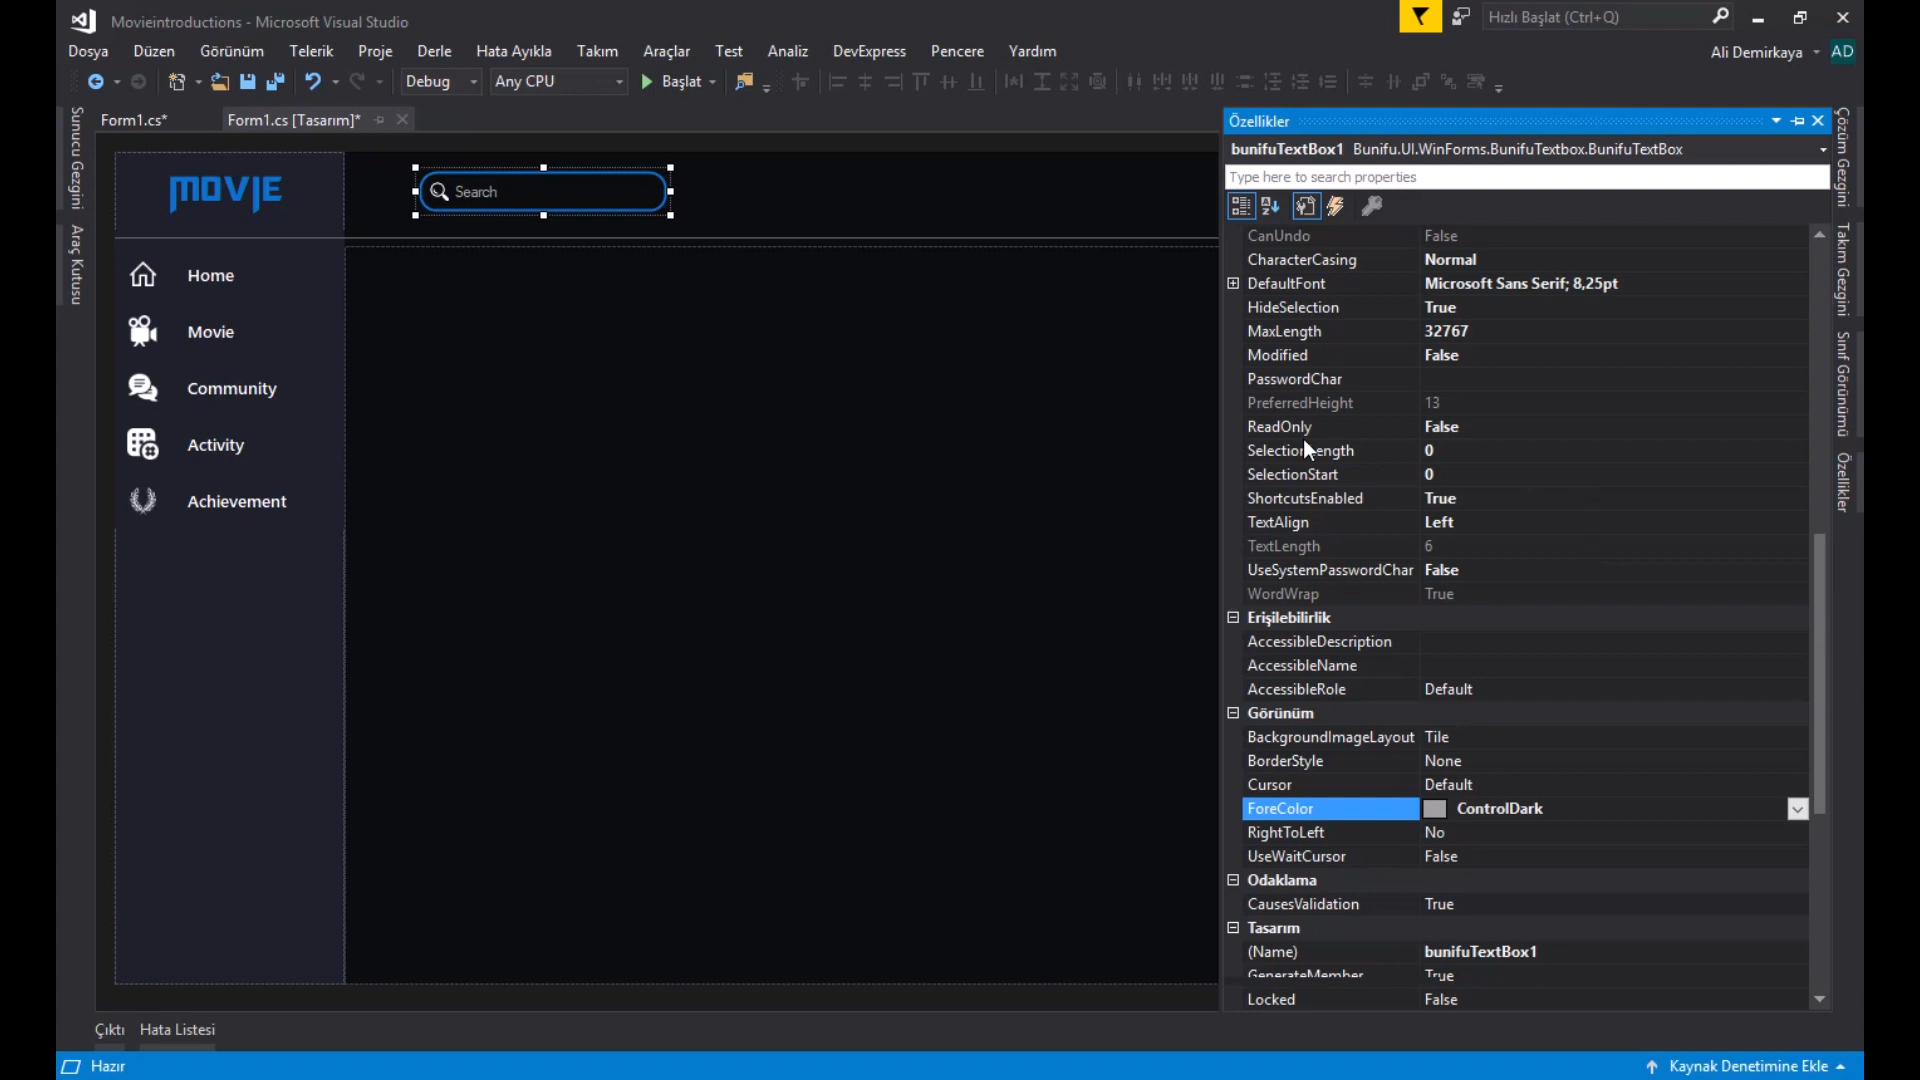 Movieintroductions - Microsoft Visual Studio
Hızlı Başlat (Ctrl+Q)
Dosya Düzen Görünüm Telerik Proje Derle Hata Ayıkla Takım Araçlar Test Analiz DevExpress Pencere Yardım
Ali Demirkaya AD
Debug Any CPU Başlat
Sunucu Gezgini
Araç Kutusu
Form1.cs* Form1.cs [Tasarım]*
MOVIE
Search
Home
Movie
Community
Activity
Achievement
Özellikler
bunifuTextBox1 Bunifu.UI.WinForms.BunifuTextbox.BunifuTextBox
Type here to search properties
CanUndo False
CharacterCasing Normal
DefaultFont Microsoft Sans Serif; 8,25pt
HideSelection True
MaxLength 32767
Modified False
PasswordChar
PreferredHeight 13
ReadOnly False
SelectionLength 0
SelectionStart 0
ShortcutsEnabled True
TextAlign Left
TextLength 6
UseSystemPasswordChar False
WordWrap True
Erişilebilirlik
AccessibleDescription
AccessibleName
AccessibleRole Default
Görünüm
BackgroundImageLayout Tile
BorderStyle None
Cursor Default
ForeColor ControlDark
RightToLeft No
UseWaitCursor False
Odaklama
CausesValidation True
Tasarım
(Name) bunifuTextBox1
GenerateMember True
Locked False
Çözüm Gezgini
Takım Gezgini
Sınıf Görünümü
Özellikler
Çıktı Hata Listesi
Hazır
Kaynak Denetimine Ekle